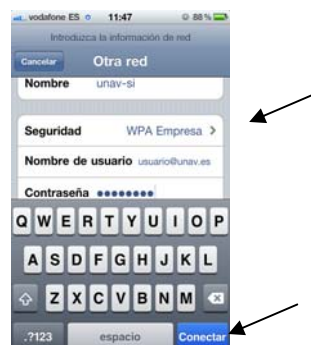 vodafone ES 11:47 88 %
Introduzca la información de red
Cancelar Otra red
Nombre unav-si
Seguridad WPA Empresa >
Nombre de usuario usuario@unav.es
Contraseña ●●●●●●●●
Q W E R T Y U I O P
A S D F G H J K L
Z X C V B N M
.?123 espacio Conectar